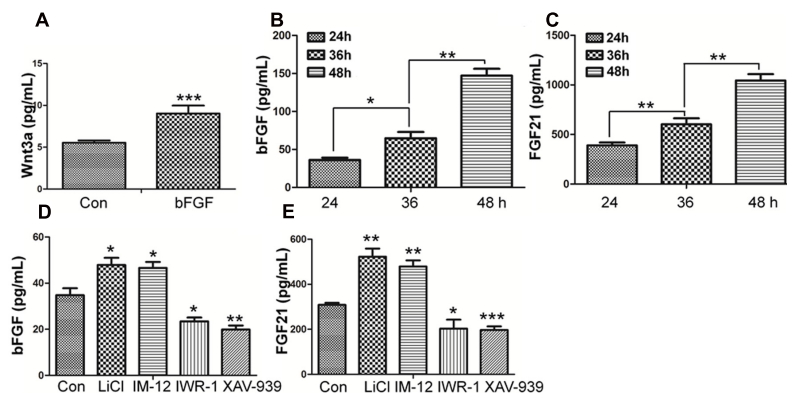 A
Wnt3a (pg/mL)
15
10
5
0
***
Con bFGF
B
24h
36h
48h
bFGF (pg/mL)
200
150
100
50
0
*
**
24 36 48 h
C
24h
36h
48h
FGF21 (pg/mL)
1500
1000
500
0
**
**
24 36 48 h
D
bFGF (pg/mL)
60
40
20
0
* * * **
Con LiCl IM-12 IWR-1 XAV-939
E
FGF21 (pg/mL)
600
400
200
0
** ** * ***
Con LiCl IM-12 IWR-1 XAV-939